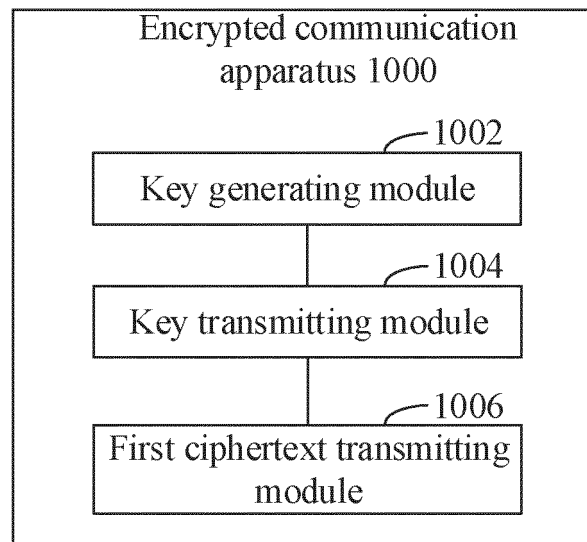 Encrypted communication
apparatus 1000
1002
Key generating module
1004
Key transmitting module
1006
First ciphertext transmitting
module